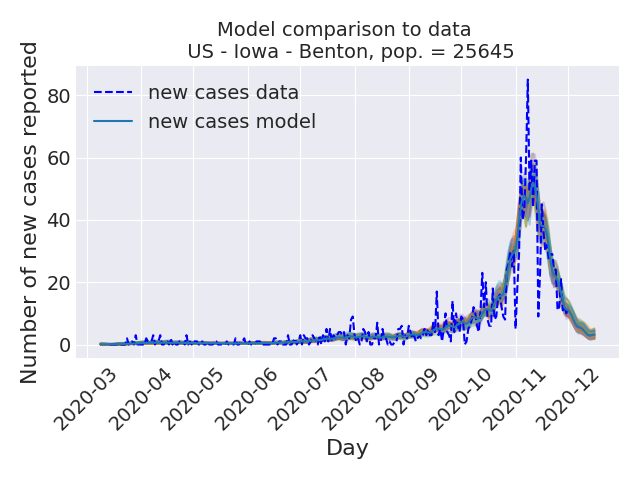 Model comparison to data
US - Iowa - Benton, pop. = 25645
new cases data
new cases model
Number of new cases reported
80
60
40
20
0
2020-03
2020-04
2020-05
2020-06
2020-07
2020-08
2020-09
2020-10
2020-11
2020-12
Day